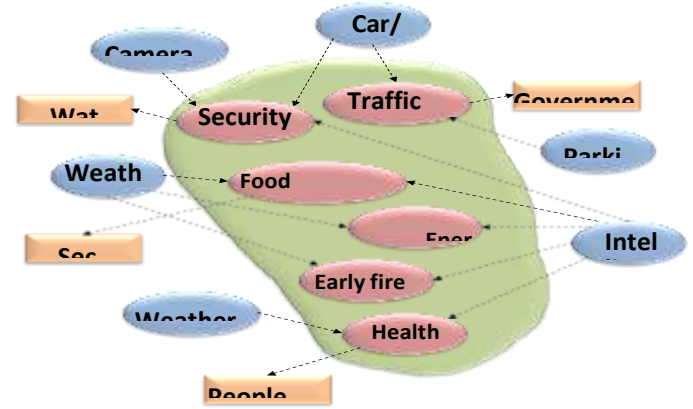 Car/
Camera
Traffic
Governme
Wat
Security
Parki
Weath
Food
Ener
Intel
Sec
Early fire
Weather
Health
People